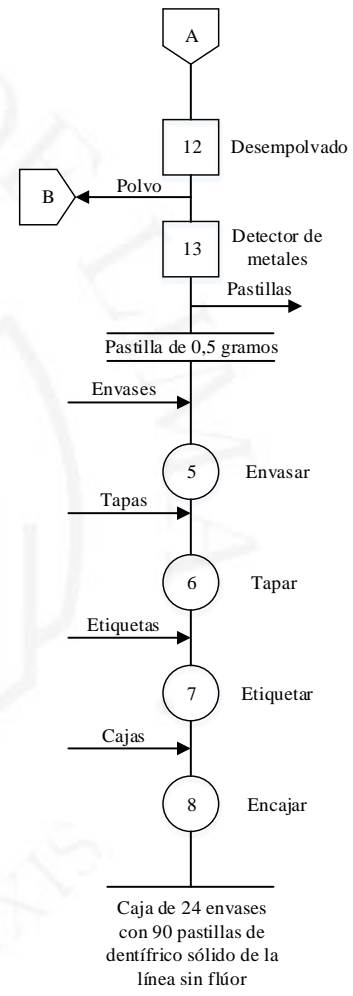 A
12 Desempolvado
B
Polvo
13 Detector de
metales
Pastillas
Pastilla de 0,5 gramos
Envases
5 Envasar
Tapas
6 Tapar
Etiquetas
7 Etiquetar
Cajas
8 Encajar
Caja de 24 envases
con 90 pastillas de
dentífrico sólido de la
línea sin flúor